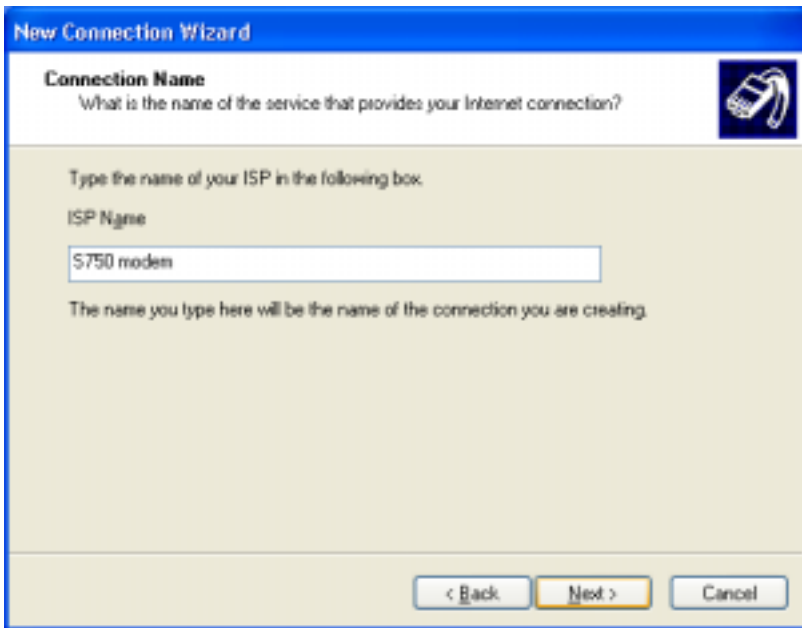 New Connection Wizard
Connection Name
What is the name of the service that provides your Internet connection?
Type the name of your ISP in the following box.
ISP Name
S750 modem
The name you type here will be the name of the connection you are creating.
< Back
Next >
Cancel